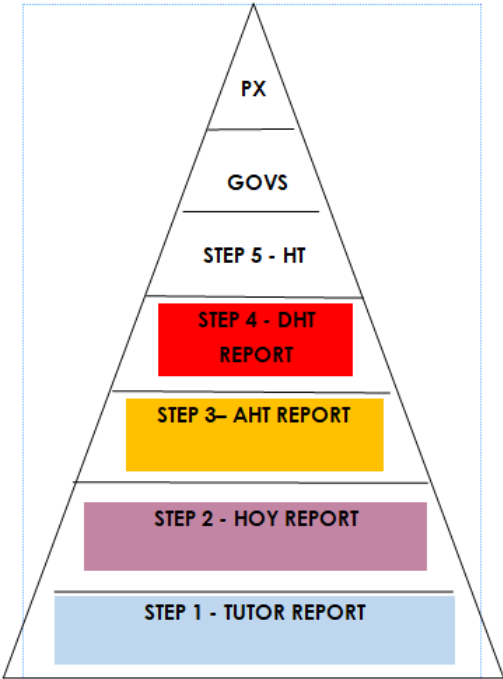 PX
GOVS
STEP 5 - HT
STEP 4 - DHT
REPORT
STEP 3– AHT REPORT
STEP 2 - HOY REPORT
STEP 1 - TUTOR REPORT